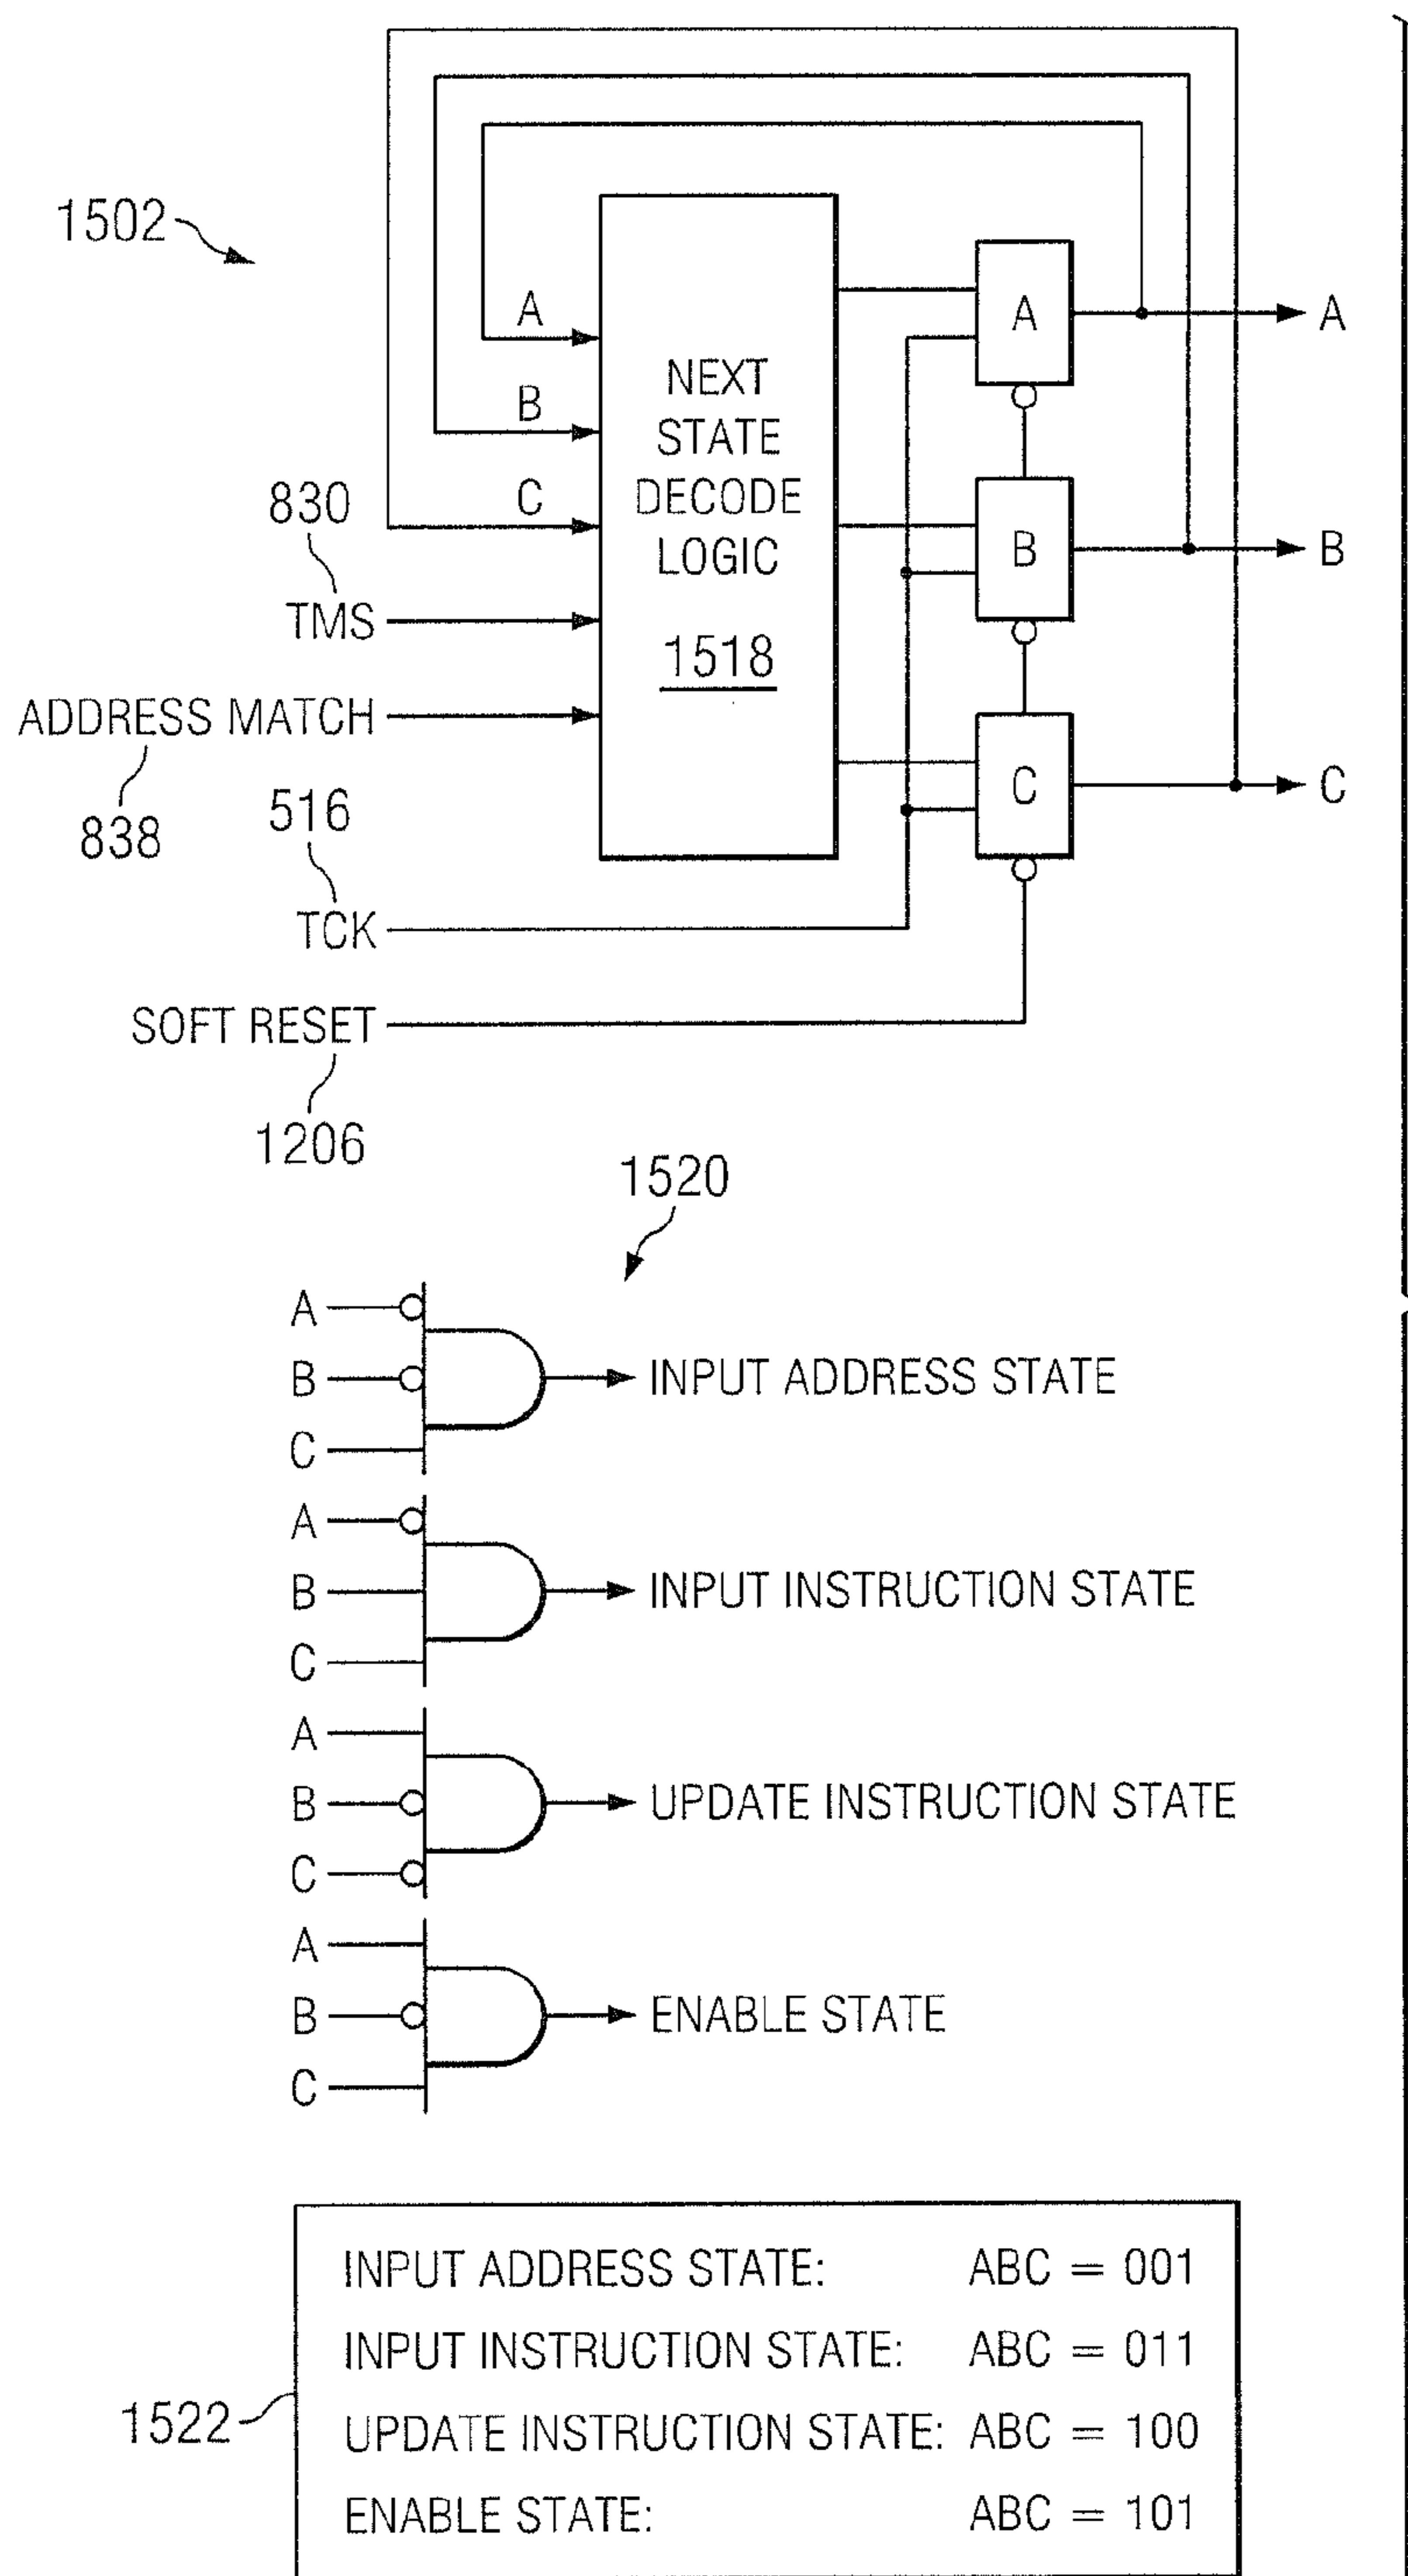 1502
A
B
C
830
TMS
ADDRESS MATCH
838
516
TCK
SOFT RESET
1206
NEXT
STATE
DECODE
LOGIC
1518
A
B
C
A
B
C
1520
A
B
C
INPUT ADDRESS STATE
A
B
C
INPUT INSTRUCTION STATE
A
B
C
UPDATE INSTRUCTION STATE
A
B
C
ENABLE STATE
1522
INPUT ADDRESS STATE: ABC = 001
INPUT INSTRUCTION STATE: ABC = 011
UPDATE INSTRUCTION STATE: ABC = 100
ENABLE STATE: ABC = 101